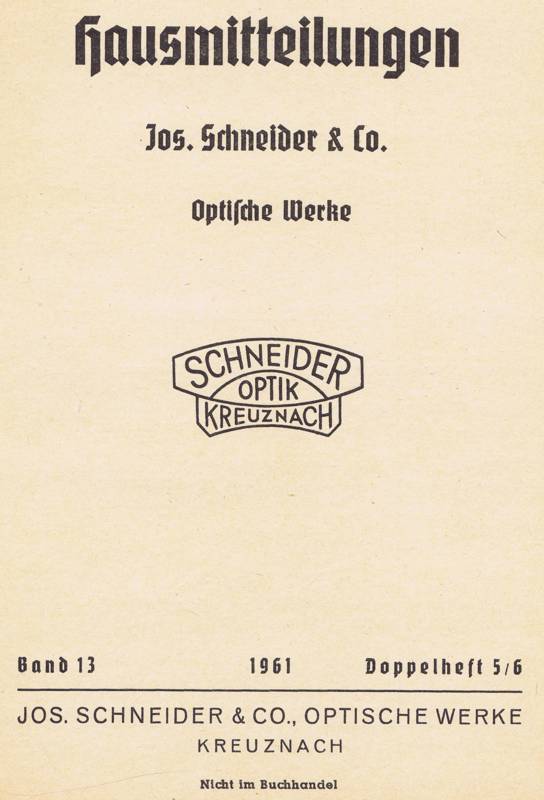 Hausmitteilungen
Jos. Schneider & Co.
Optiſche Werke
SCHNEIDER
OPTIK
KREUZNACH
Band 13 1961 Doppelheft 5/6
JOS. SCHNEIDER & CO., OPTISCHE WERKE
KREUZNACH
Nicht im Buchhandel